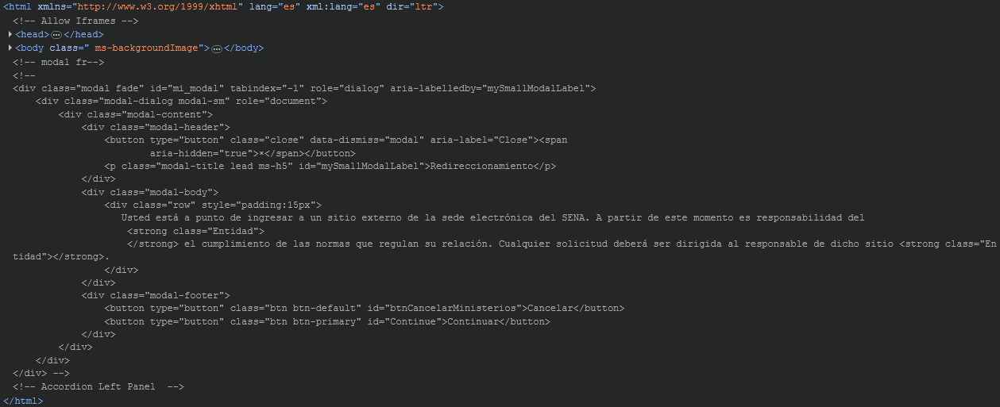 <html xmlns="http://www.w3.org/1999/xhtml" lang="es" xml:lang="es" dir="ltr">
<!-- Allow Iframes -->
<head>⋯</head>
<body class=" ms-backgroundImage">⋯</body>
<!-- modal fr-->
<!--
<div class="modal fade" id="mi_modal" tabindex="-1" role="dialog" aria-labelledby="mySmallModalLabel">
<div class="modal-dialog modal-sm" role="document">
<div class="modal-content">
<div class="modal-header">
<button type="button" class="close" data-dismiss="modal" aria-label="Close"><span
aria-hidden="true">×</span></button>
<p class="modal-title lead ms-h5" id="mySmallModalLabel">Redireccionamiento</p>
</div>
<div class="modal-body">
<div class="row" style="padding:15px">
Usted está a punto de ingresar a un sitio externo de la sede electrónica del SENA. A partir de este momento es responsabilidad del
<strong class="Entidad">
</strong> el cumplimiento de las normas que regulan su relación. Cualquier solicitud deberá ser dirigida al responsable de dicho sitio <strong class="En
tidad"></strong>.
</div>
</div>
<div class="modal-footer">
<button type="button" class="btn btn-default" id="btnCancelarMinisterios">Cancelar</button>
<button type="button" class="btn btn-primary" id="Continue">Continuar</button>
</div>
</div>
</div>
</div> -->
<!-- Accordion Left Panel  -->
</html>